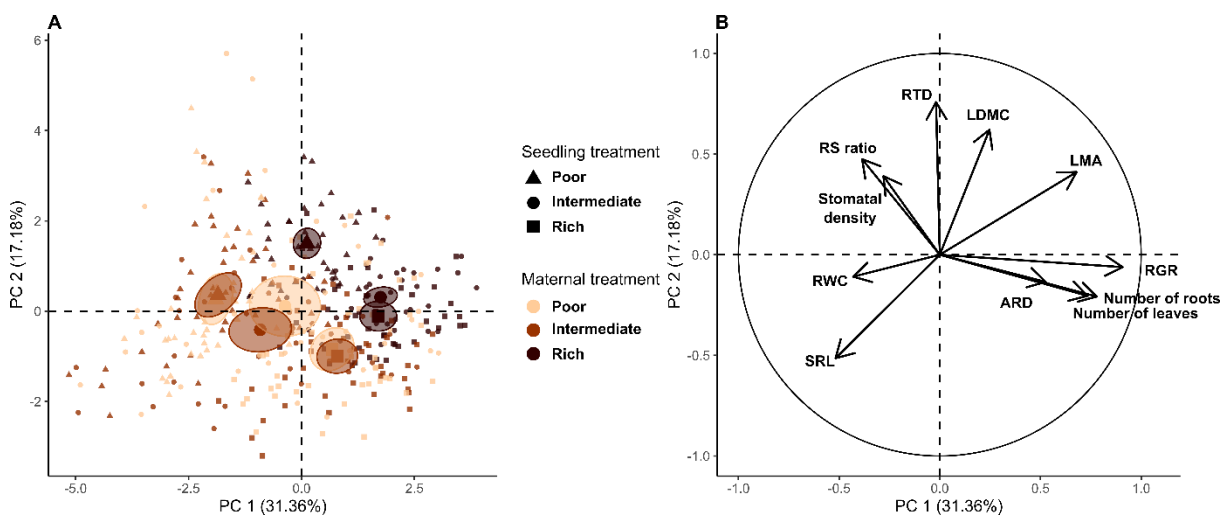 A
6
4
2
0
-2
-5.0
-2.5
0.0
2.5
PC 1 (31.36%)
PC 2 (17.18%)
Seedling treatment
Poor
Intermediate
Rich
Maternal treatment
Poor
Intermediate
Rich
B
1.0
0.5
0.0
-0.5
-1.0
-1.0
-0.5
0.0
0.5
1.0
PC 1 (31.36%)
PC 2 (17.18%)
RTD
LDMC
RS ratio
LMA
Stomatal
density
RWC
ARD
RGR
Number of roots
Number of leaves
SRL